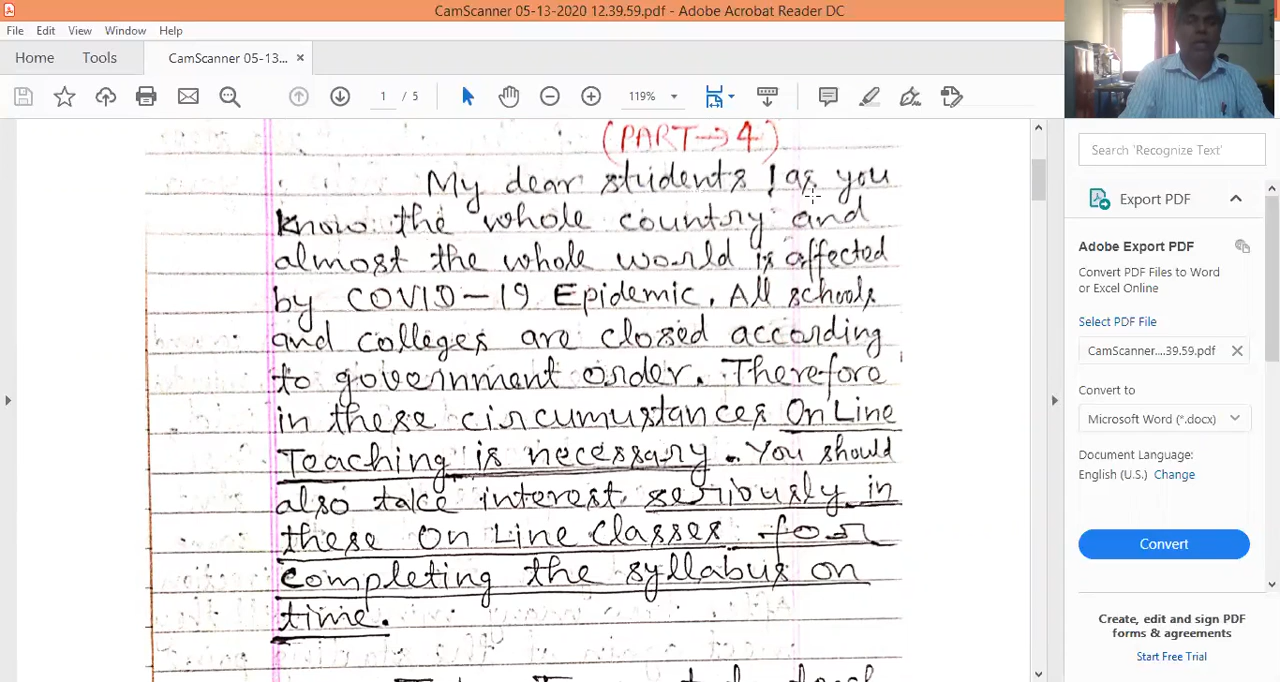 CamScanner 05-13-2020 12.39.59.pdf - Adobe Acrobat Reader DC
File Edit View Window Help
Home Tools CamScanner 05-13... ×
1 / 5 119%
(PART→4)
My dear students ! as you
know the whole country and
almost the whole world is affected
by COVID-19 Epidemic. All schools
and colleges are closed according
to government order. Therefore
in these circumustances On Line
Teaching is necessary. You should
also take interest seriously in
these On Line Classes for
completing the syllabus on
time.
Search 'Recognize Text'
Export PDF
Adobe Export PDF
Convert PDF Files to Word
or Excel Online
Select PDF File
CamScanner....39.59.pdf ×
Convert to
Microsoft Word (*.docx)
Document Language:
English (U.S.) Change
Convert
Create, edit and sign PDF
forms & agreements
Start Free Trial